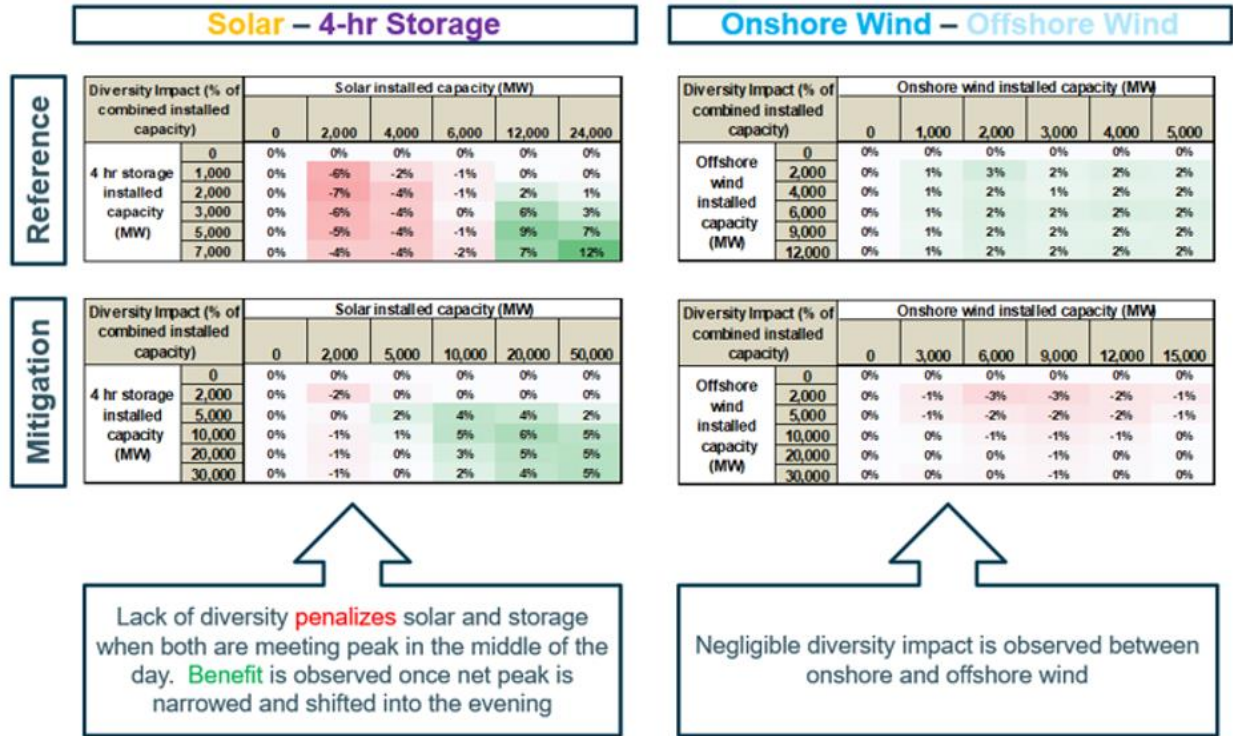 Solar – 4-hr Storage
Onshore Wind – Offshore Wind
Reference
Diversity Impact (% of combined installed capacity) Solar installed capacity (MW)
0 2,000 4,000 6,000 12,000 24,000
4 hr storage installed capacity (MW)
0 0% 0% 0% 0% 0% 0%
1,000 0% -6% -2% -1% 0% 0%
2,000 0% -7% -4% -1% 2% 1%
3,000 0% -6% -4% 0% 6% 3%
5,000 0% -5% -4% -1% 9% 7%
7,000 0% -4% -4% -2% 7% 12%
Diversity Impact (% of combined installed capacity) Onshore wind installed capacity (MW)
0 1,000 2,000 3,000 4,000 5,000
Offshore wind installed capacity (MW)
0 0% 0% 0% 0% 0% 0%
2,000 0% 1% 3% 2% 2% 2%
4,000 0% 1% 2% 1% 2% 2%
6,000 0% 1% 2% 2% 2% 2%
9,000 0% 1% 2% 2% 2% 2%
12,000 0% 1% 2% 2% 2% 2%
Mitigation
Diversity Impact (% of combined installed capacity) Solar installed capacity (MW)
0 2,000 5,000 10,000 20,000 50,000
4 hr storage installed capacity (MW)
0 0% 0% 0% 0% 0% 0%
2,000 0% -2% 0% 0% 0% 0%
5,000 0% 0% 2% 4% 4% 2%
10,000 0% -1% 1% 5% 6% 5%
20,000 0% -1% 0% 3% 5% 5%
30,000 0% -1% 0% 2% 4% 5%
Diversity Impact (% of combined installed capacity) Onshore wind installed capacity (MW)
0 3,000 6,000 9,000 12,000 15,000
Offshore wind installed capacity (MW)
0 0% 0% 0% 0% 0% 0%
2,000 0% -1% -3% -3% -2% -1%
5,000 0% -1% -2% -2% -2% -1%
10,000 0% 0% -1% -1% -1% 0%
20,000 0% 0% 0% -1% 0% 0%
30,000 0% 0% 0% -1% 0% 0%
Lack of diversity penalizes solar and storage
when both are meeting peak in the middle of the
day. Benefit is observed once net peak is
narrowed and shifted into the evening
Negligible diversity impact is observed between
onshore and offshore wind